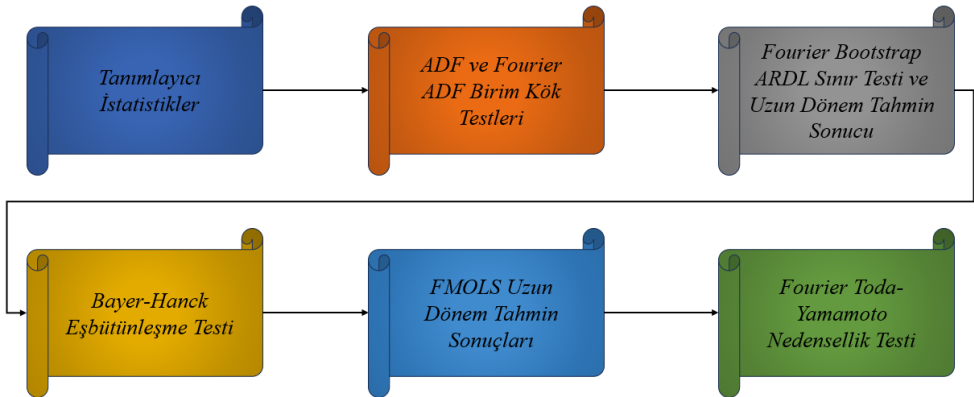 Tanımlayıcı
İstatistikler
ADF ve Fourier
ADF Birim Kök
Testleri
Fourier Bootstrap
ARDL Sınır Testi ve
Uzun Dönem Tahmin
Sonucu
Bayer-Hanck
Eşbütünleşme Testi
FMOLS Uzun
Dönem Tahmin
Sonuçları
Fourier Toda-
Yamamoto
Nedensellik Testi